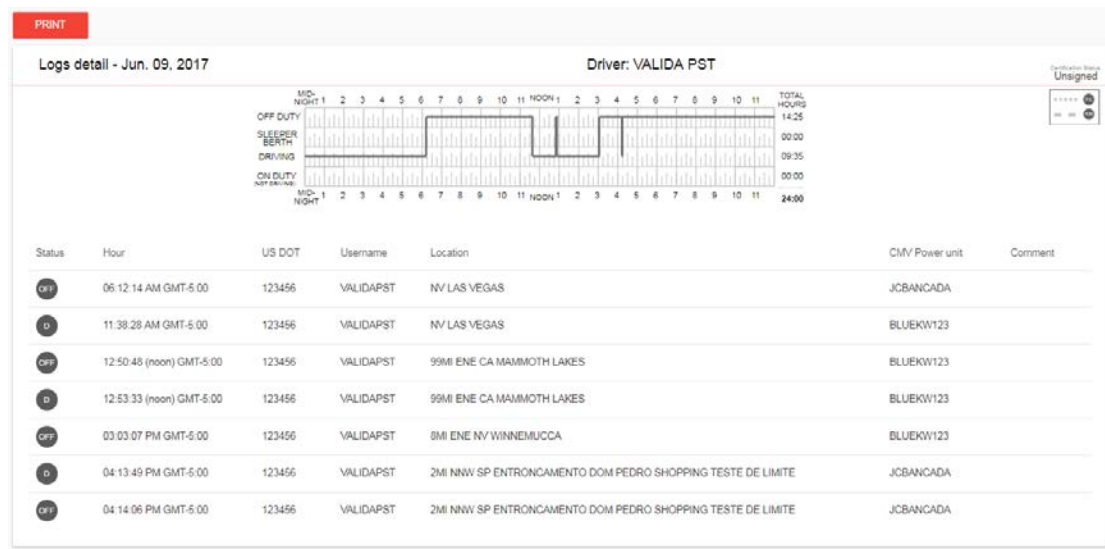 PRINT
Logs detail - Jun. 09, 2017 Driver: VALIDA PST
Certification Status
Unsigned
MID-NIGHT 1 2 3 4 5 6 7 8 9 10 11 NOON 1 2 3 4 5 6 7 8 9 10 11 TOTAL HOURS
OFF DUTY 14:25
SLEEPER BERTH 00:00
DRIVING 09:35
ON DUTY (NOT DRIVING) 00:00
MID-NIGHT 1 2 3 4 5 6 7 8 9 10 11 NOON 1 2 3 4 5 6 7 8 9 10 11 24:00
Status Hour US DOT Username Location CMV Power unit Comment
OFF 06:12:14 AM GMT-5:00 123456 VALIDAPST NV LAS VEGAS JCBANCADA
D 11:38:28 AM GMT-5:00 123456 VALIDAPST NV LAS VEGAS BLUEKW123
OFF 12:50:48 (noon) GMT-5:00 123456 VALIDAPST 99MI ENE CA MAMMOTH LAKES BLUEKW123
D 12:53:33 (noon) GMT-5:00 123456 VALIDAPST 99MI ENE CA MAMMOTH LAKES BLUEKW123
OFF 03:03:07 PM GMT-5:00 123456 VALIDAPST 8MI ENE NV WINNEMUCCA BLUEKW123
D 04:13:49 PM GMT-5:00 123456 VALIDAPST 2MI NNW SP ENTRONCAMENTO DOM PEDRO SHOPPING TESTE DE LIMITE JCBANCADA
OFF 04:14:06 PM GMT-5:00 123456 VALIDAPST 2MI NNW SP ENTRONCAMENTO DOM PEDRO SHOPPING TESTE DE LIMITE JCBANCADA